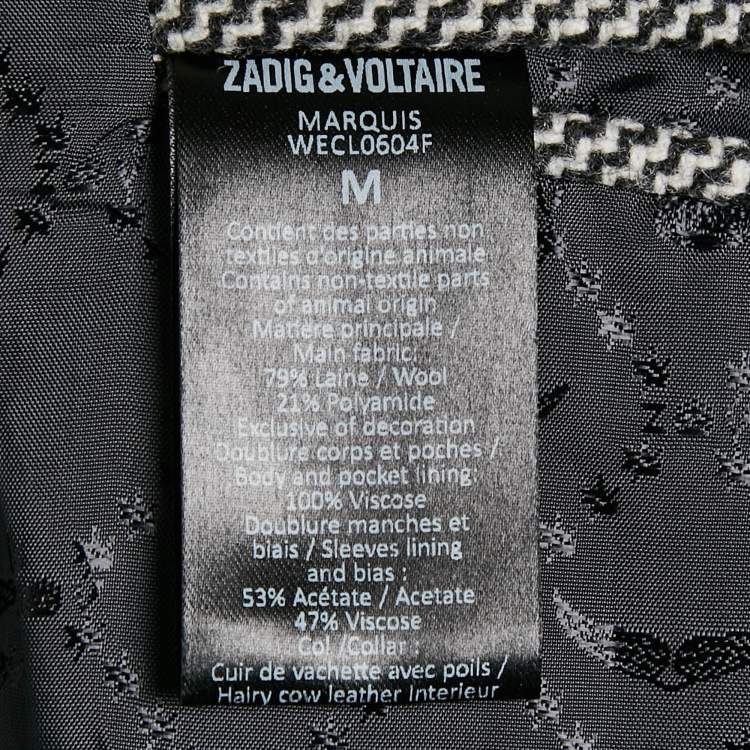 ZADIG&VOLTAIRE
MARQUIS
WECL0604F
M
Contient des parties non
textiles d'origine animale
Contains non-textile parts
of animal origin
Matière principale /
Main fabric:
79% Laine / Wool
21% Polyamide
Exclusive of decoration
Doublure corps et poches /
Body and pocket lining:
100% Viscose
Doublure manches et
biais / Sleeves lining
and bias :
53% Acétate / Acetate
47% Viscose
Col /Collar :
Cuir de vachette avec poils /
Hairy cow leather Interieur